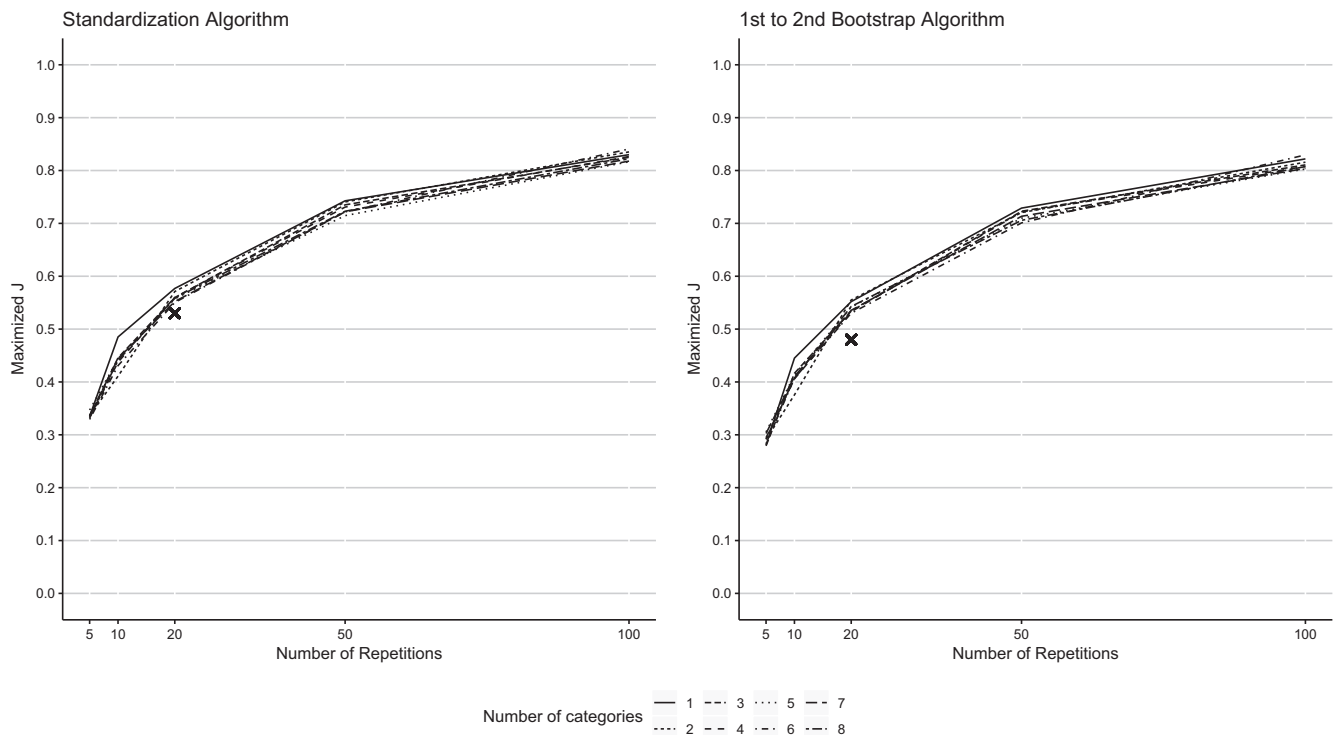 Standardization Algorithm
1.0
0.9
0.8
0.7
0.6
0.5
0.4
0.3
0.2
0.1
0.0
Maximized J
5 10 20 50 100
Number of Repetitions
1st to 2nd Bootstrap Algorithm
1.0
0.9
0.8
0.7
0.6
0.5
0.4
0.3
0.2
0.1
0.0
Maximized J
5 10 20 50 100
Number of Repetitions
Number of categories
1 3 5 7
2 4 6 8